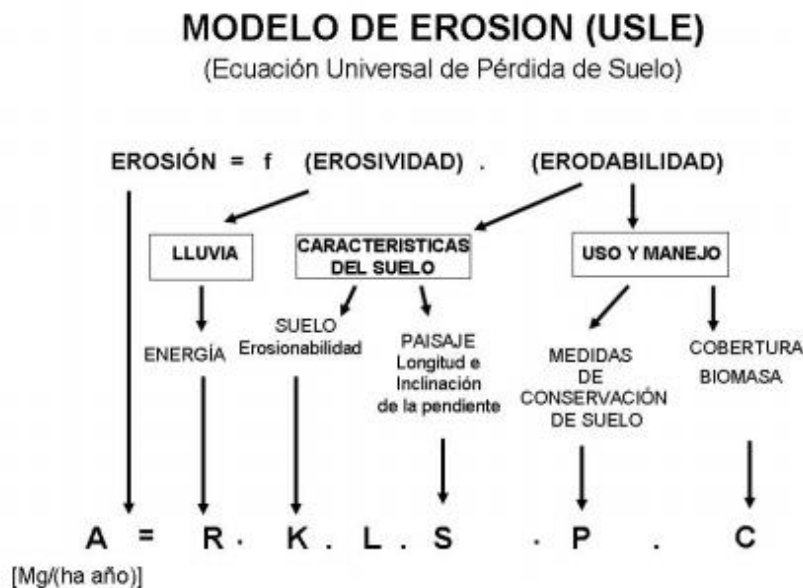 MODELO DE EROSION (USLE)
(Ecuación Universal de Pérdida de Suelo)
EROSIÓN = f (EROSIVIDAD) . (ERODABILIDAD)
LLUVIA
CARACTERISTICAS
DEL SUELO
USO Y MANEJO
ENERGÍA
SUELO
Erosionabilidad
PAISAJE
Longitud e
Inclinación
de la pendiente
MEDIDAS
DE
CONSERVACIÓN
DE SUELO
COBERTURA
BIOMASA
A = R . K . L . S . P . C
[Mg/(ha año)]